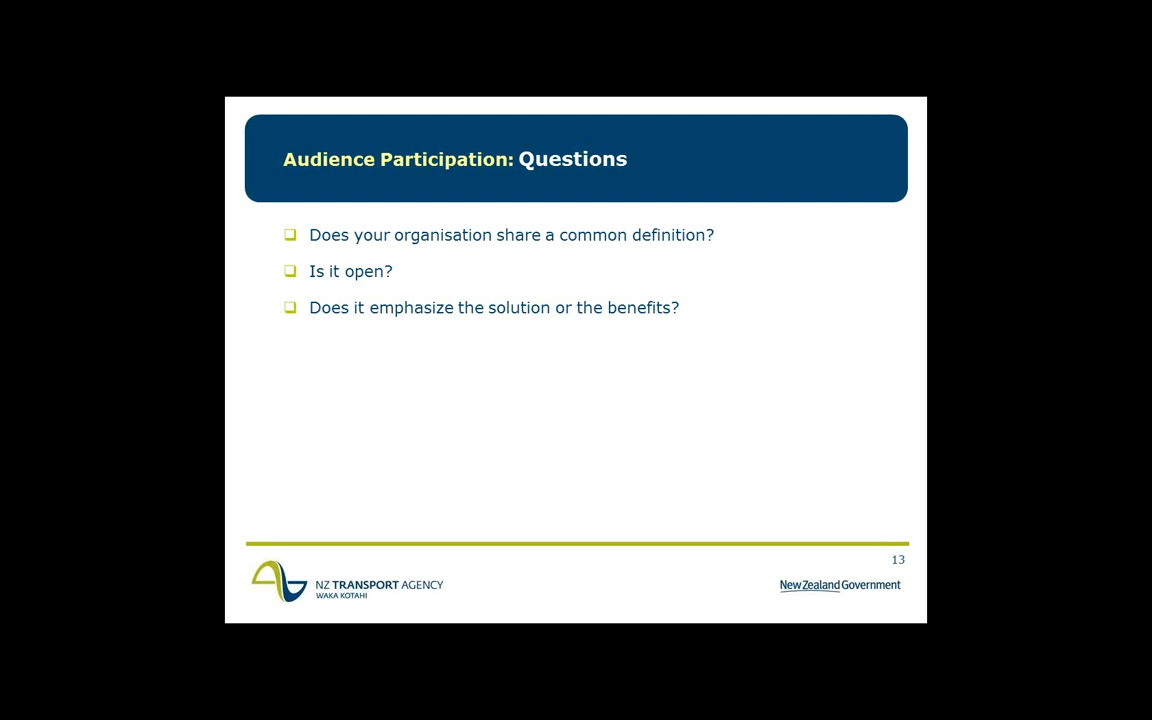 Audience Participation: Questions
Does your organisation share a common definition?
Is it open?
Does it emphasize the solution or the benefits?
13
NZ TRANSPORT AGENCY
WAKA KOTAHI
New Zealand Government